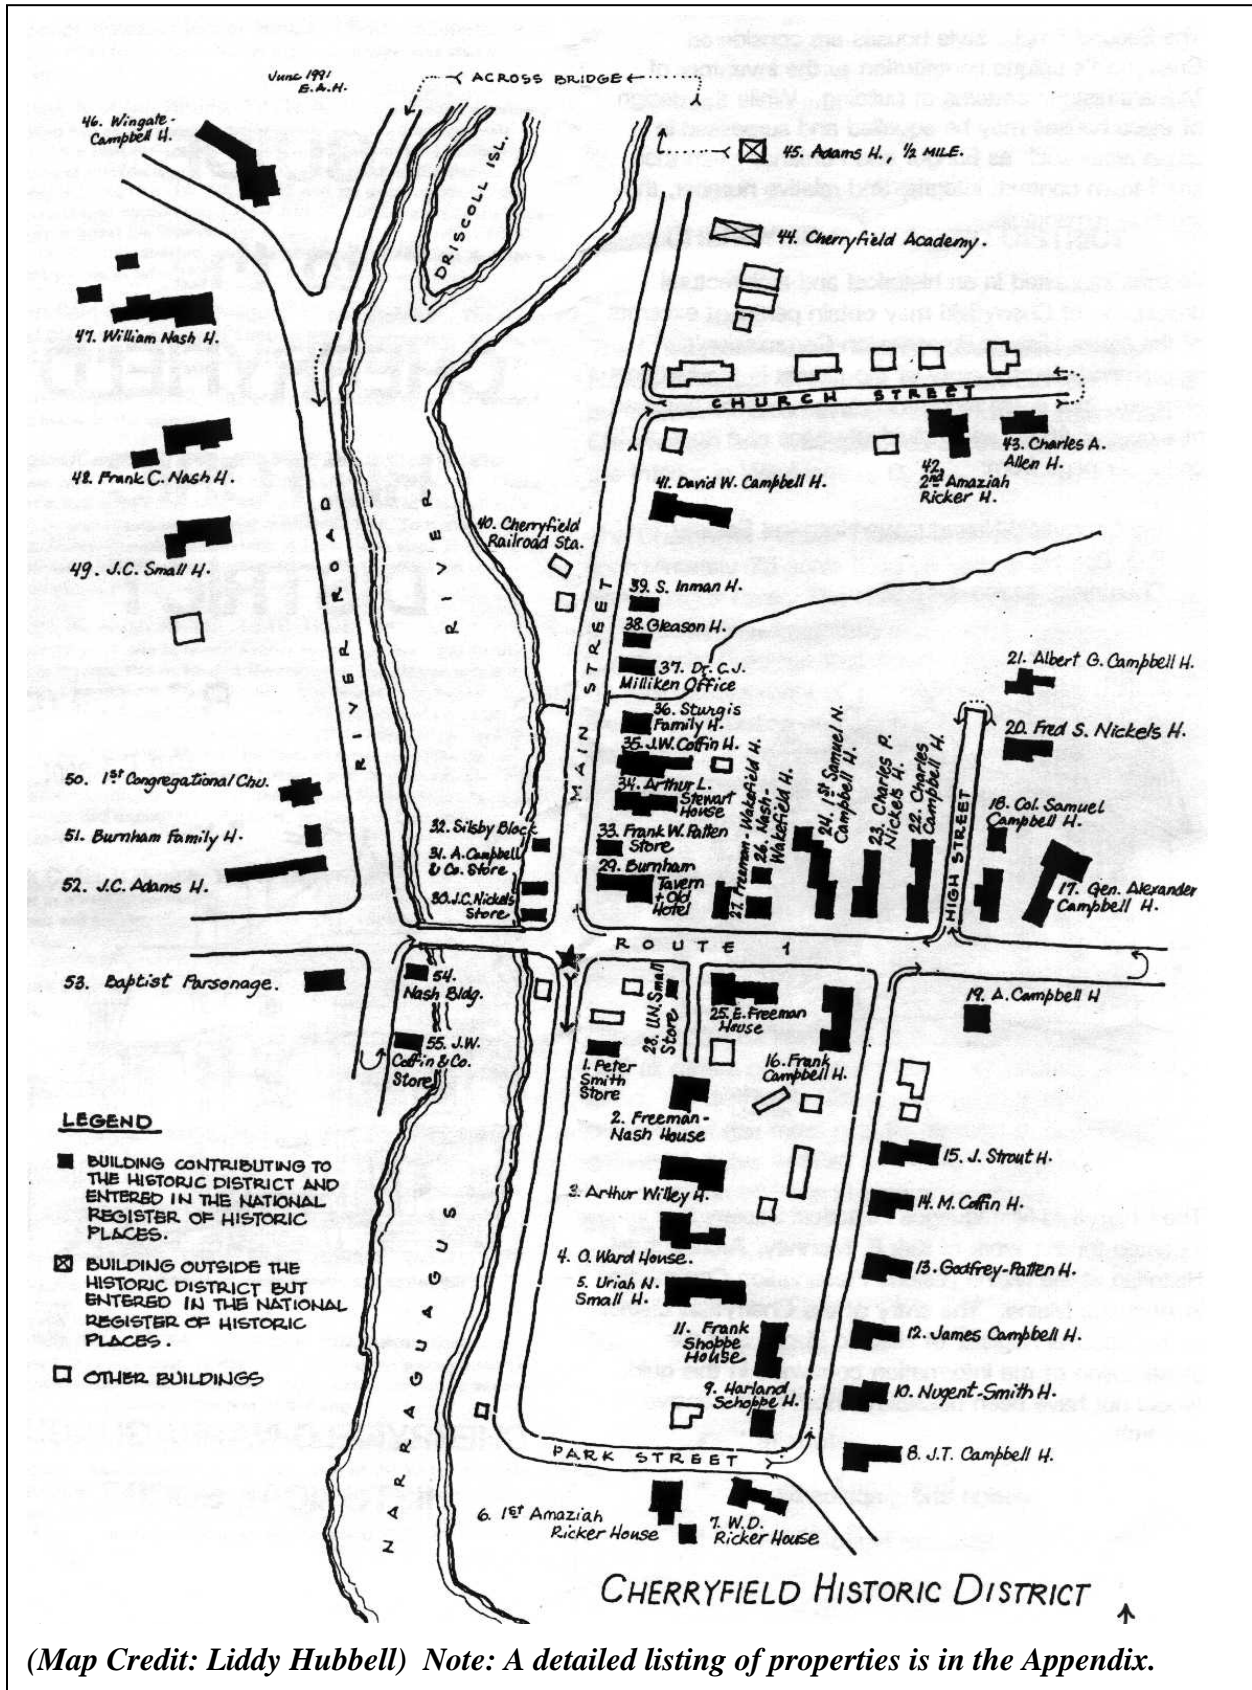 June 1991
E.A.H.
ACROSS BRIDGE
46. Wingate-
Campbell H.
DRISCOLL ISL.
45. Adams H., 1/2 MILE.
44. Cherryfield Academy.
47. William Nash H.
CHURCH STREET
43. Charles A.
Allen H.
42.
2nd Amaziah
Ricker H.
41. David W. Campbell H.
48. Frank C. Nash H.
49. J.C. Small H.
RIVER ROAD
RIVER
40. Cherryfield
Railroad Sta.
MAIN STREET
39. S. Inman H.
38. Gleason H.
37. Dr. C.J.
Milliken Office
36. Sturgis
Family H.
35. J.W. Coffin H.
34. Arthur L.
Stewart
House
33. Frank W. Patten
Store
29. Burnham
Tavern
+ Old
Hotel
32. Silsby Block
31. A. Campbell
& Co. Store
30. J.C. Nickels
Store
27. Freeman-Wakefield H.
26. Nash-
Wakefield H.
24. 1st Samuel N.
Campbell H.
23. Charles P.
Nickels H.
22. Charles
Campbell H.
HIGH STREET
21. Albert G. Campbell H.
20. Fred S. Nickels H.
18. Col. Samuel
Campbell H.
17. Gen. Alexander
Campbell H.
50. 1st Congregational Chu.
51. Burnham Family H.
52. J.C. Adams H.
ROUTE 1
53. Baptist Parsonage.
54.
Nash Bldg.
55. J.W.
Coffin & Co.
Store
1. Peter
Smith
Store
28. U.N. Small
Store
25. E. Freeman
House
16. Frank
Campbell H.
19. A. Campbell H
2. Freeman-
Nash House
3. Arthur Willey H.
4. O. Ward House.
5. Uriah N.
Small H.
15. J. Strout H.
14. M. Coffin H.
13. Godfrey-Patten H.
12. James Campbell H.
11. Frank
Shoppe
House
10. Nugent-Smith H.
9. Harland
Schoppe H.
8. J.T. Campbell H.
PARK STREET
6. 1st Amaziah
Ricker House
7. W.D.
Ricker House
NARRAGUAGUS
LEGEND
BUILDING CONTRIBUTING TO
THE HISTORIC DISTRICT AND
ENTERED IN THE NATIONAL
REGISTER OF HISTORIC
PLACES.
BUILDING OUTSIDE THE
HISTORIC DISTRICT BUT
ENTERED IN THE NATIONAL
REGISTER OF HISTORIC
PLACES.
OTHER BUILDINGS
CHERRYFIELD HISTORIC DISTRICT
(Map Credit: Liddy Hubbell) Note: A detailed listing of properties is in the Appendix.